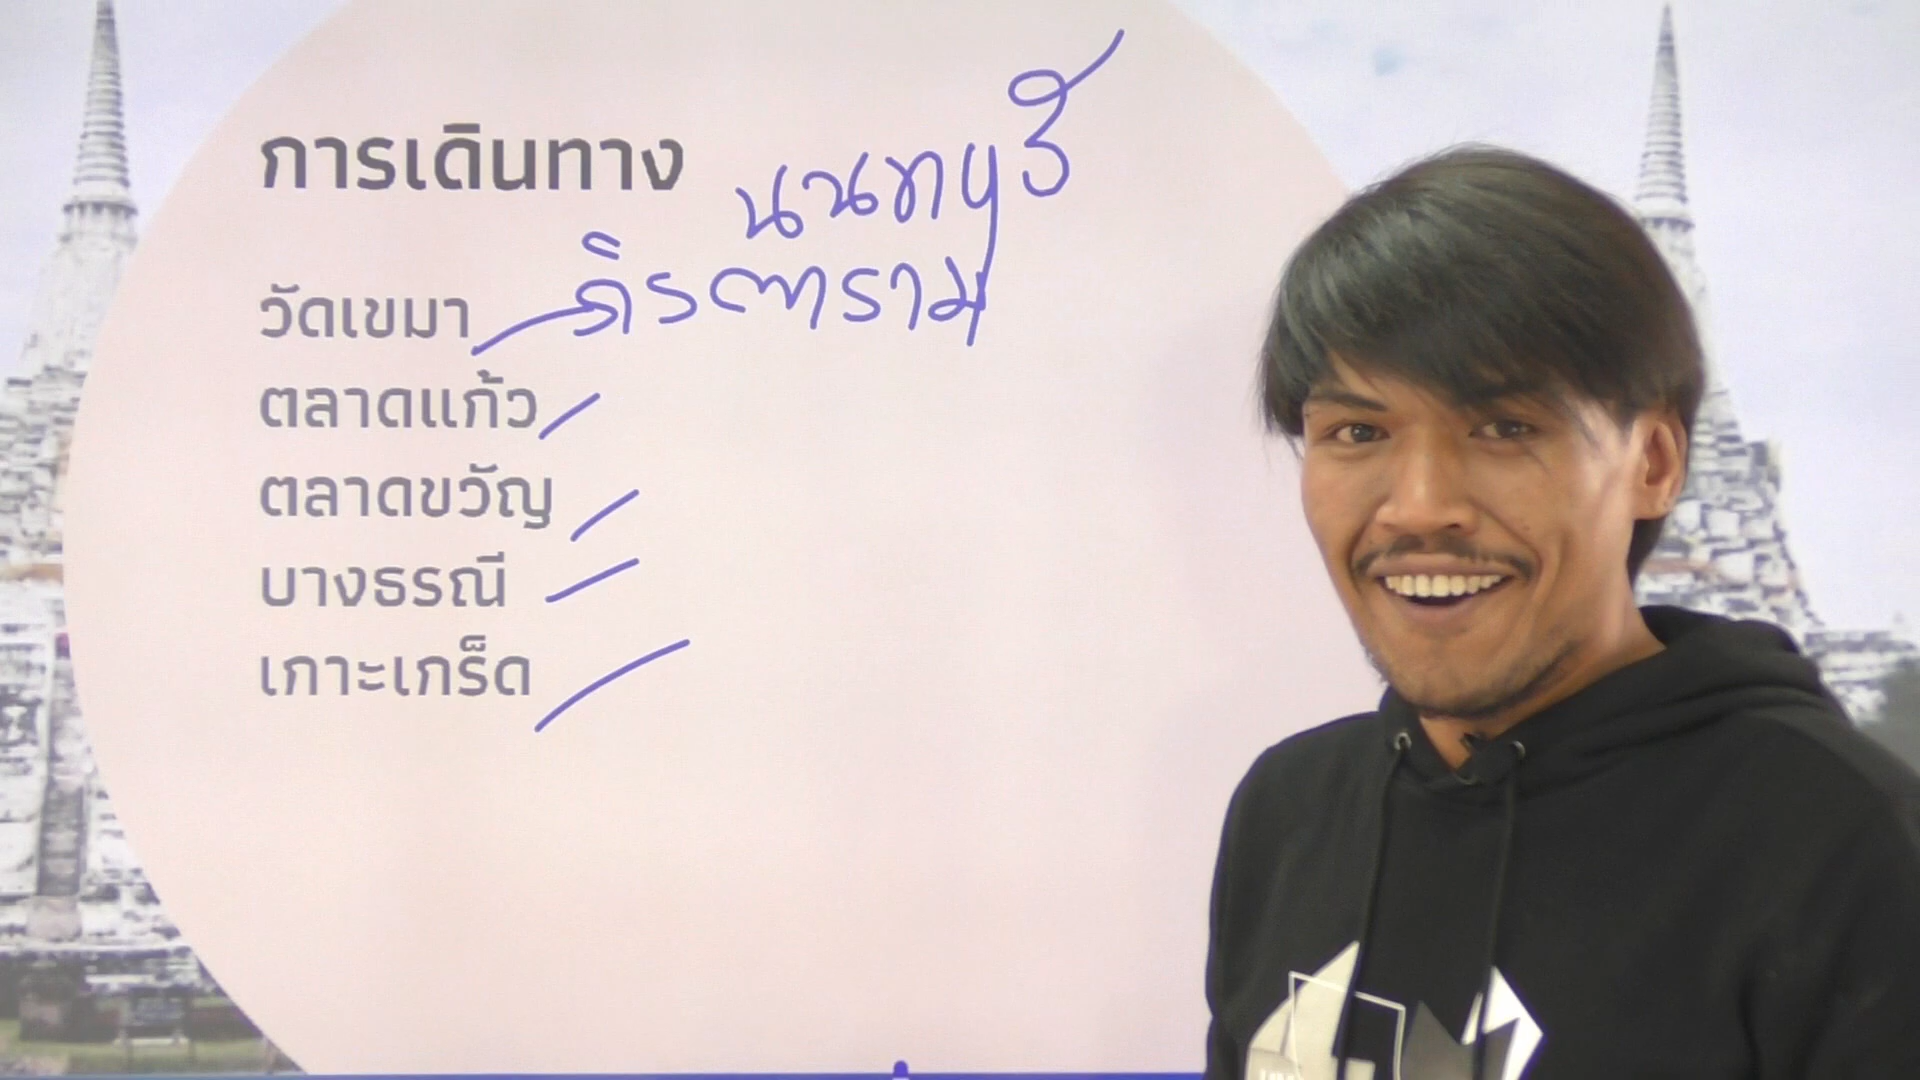 การเดินทาง
นนทบุรี
วัดเขมา ภิรตาราม
ตลาดแก้ว
ตลาดขวัญ
บางธรณี
เกาะเกร็ด